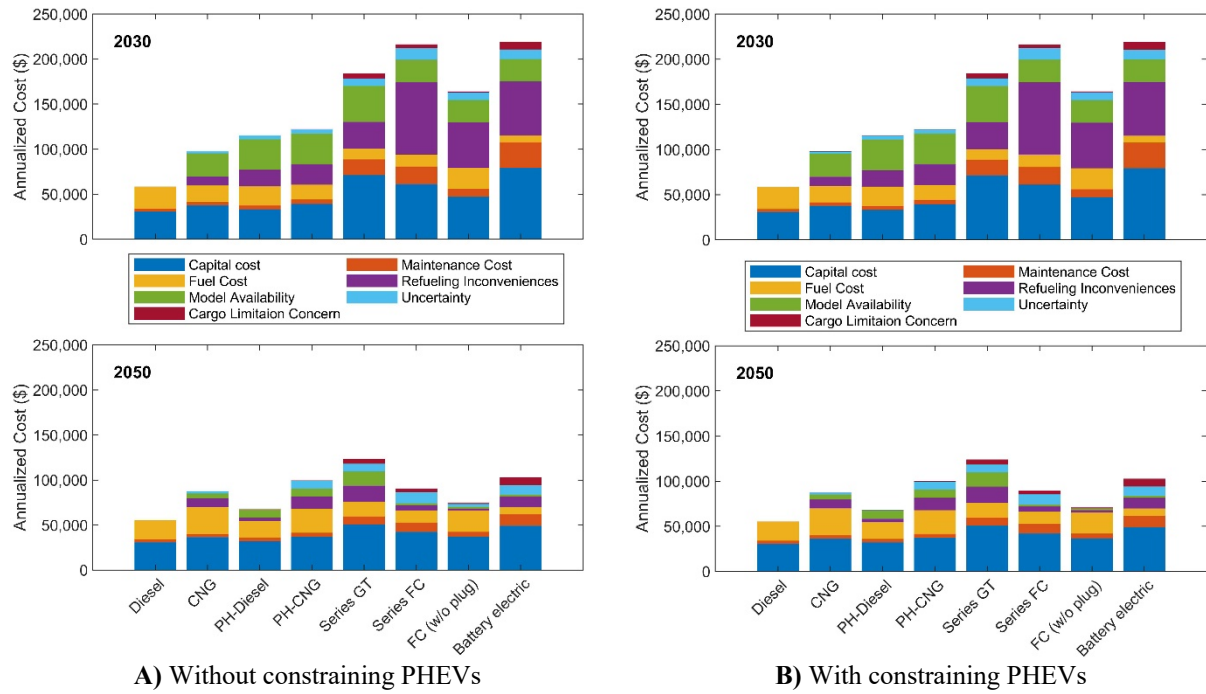 250,000
200,000
150,000
100,000
50,000
0
Annualized Cost ($)
2030
Capital cost
Maintenance Cost
Fuel Cost
Refueling Inconveniences
Model Availability
Uncertainty
Cargo Limitaion Concern
250,000
200,000
150,000
100,000
50,000
0
Annualized Cost ($)
2050
Diesel
CNG
PH-Diesel
PH-CNG
Series GT
Series FC
FC (w/o plug)
Battery electric
A) Without constraining PHEVs
250,000
200,000
150,000
100,000
50,000
0
Annualized Cost ($)
2030
Capital cost
Maintenance Cost
Fuel Cost
Refueling Inconveniences
Model Availability
Uncertainty
Cargo Limitaion Concern
250,000
200,000
150,000
100,000
50,000
0
Annualized Cost ($)
2050
Diesel
CNG
PH-Diesel
PH-CNG
Series GT
Series FC
FC (w/o plug)
Battery electric
B) With constraining PHEVs